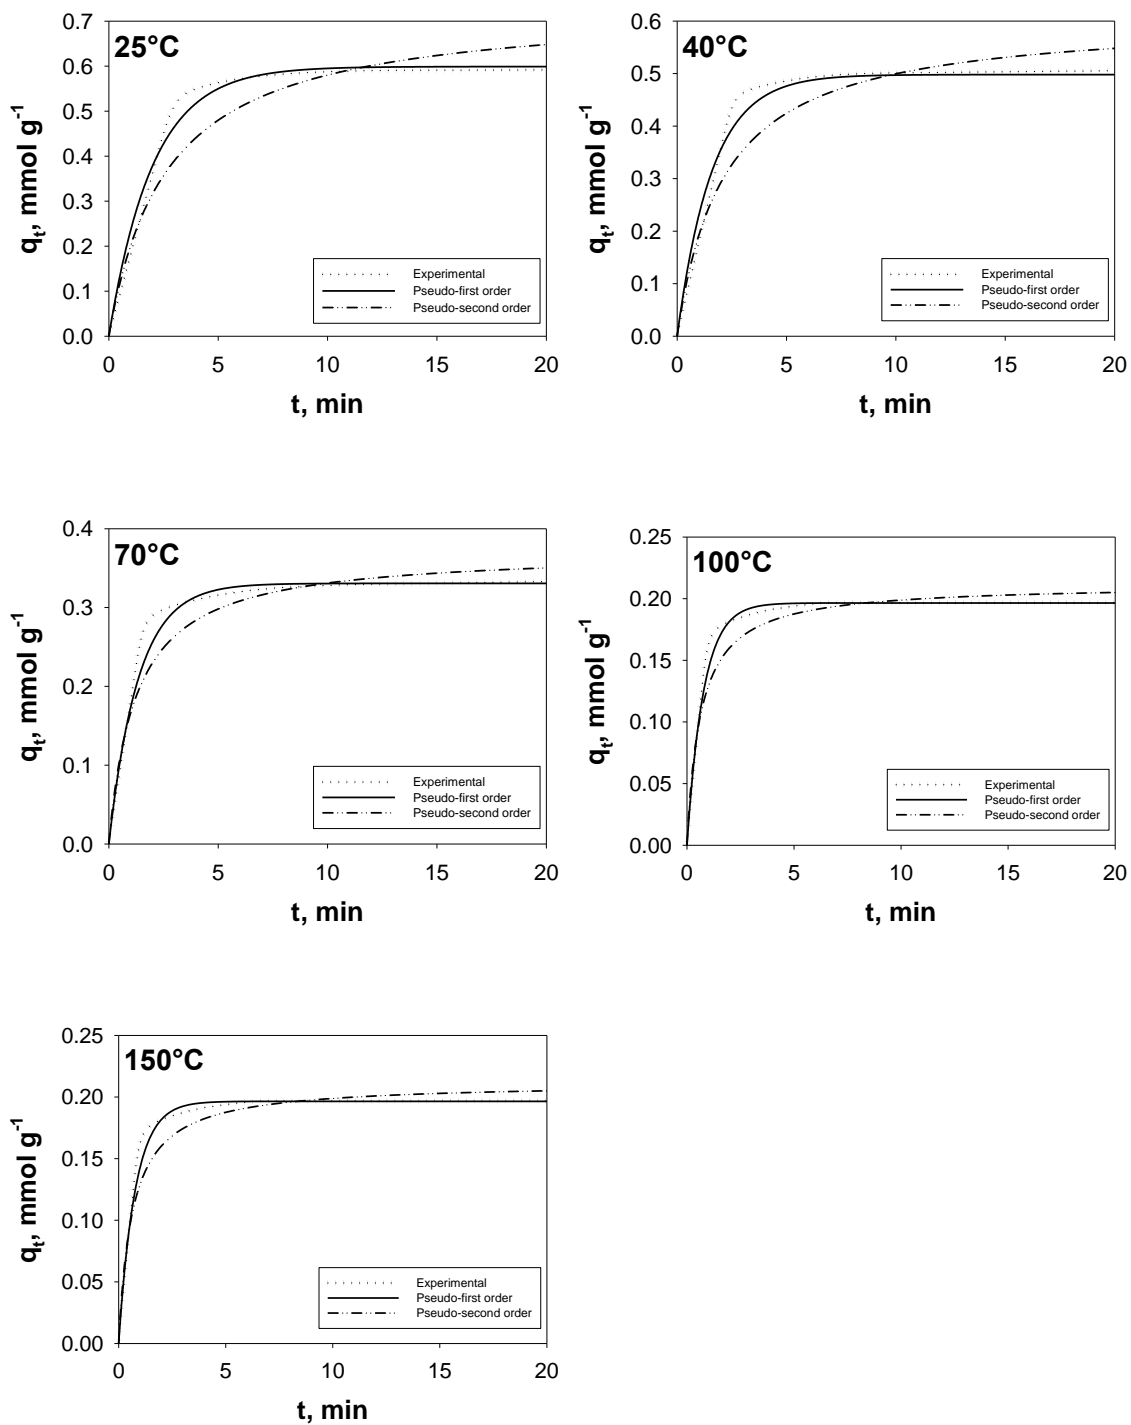 25°C
0.7
0.6
0.5
0.4
0.3
0.2
0.1
0.0
qt, mmol g-1
Experimental
Pseudo-first order
Pseudo-second order
0 5 10 15 20
t, min
40°C
0.6
0.5
0.4
0.3
0.2
0.1
0.0
qt, mmol g-1
Experimental
Pseudo-first order
Pseudo-second order
0 5 10 15 20
t, min
70°C
0.4
0.3
0.2
0.1
0.0
qt, mmol g-1
Experimental
Pseudo-first order
Pseudo-second order
0 5 10 15 20
t, min
100°C
0.25
0.20
0.15
0.10
0.05
0.00
qt, mmol g-1
Experimental
Pseudo-first order
Pseudo-second order
0 5 10 15 20
t, min
150°C
0.25
0.20
0.15
0.10
0.05
0.00
qt, mmol g-1
Experimental
Pseudo-first order
Pseudo-second order
0 5 10 15 20
t, min